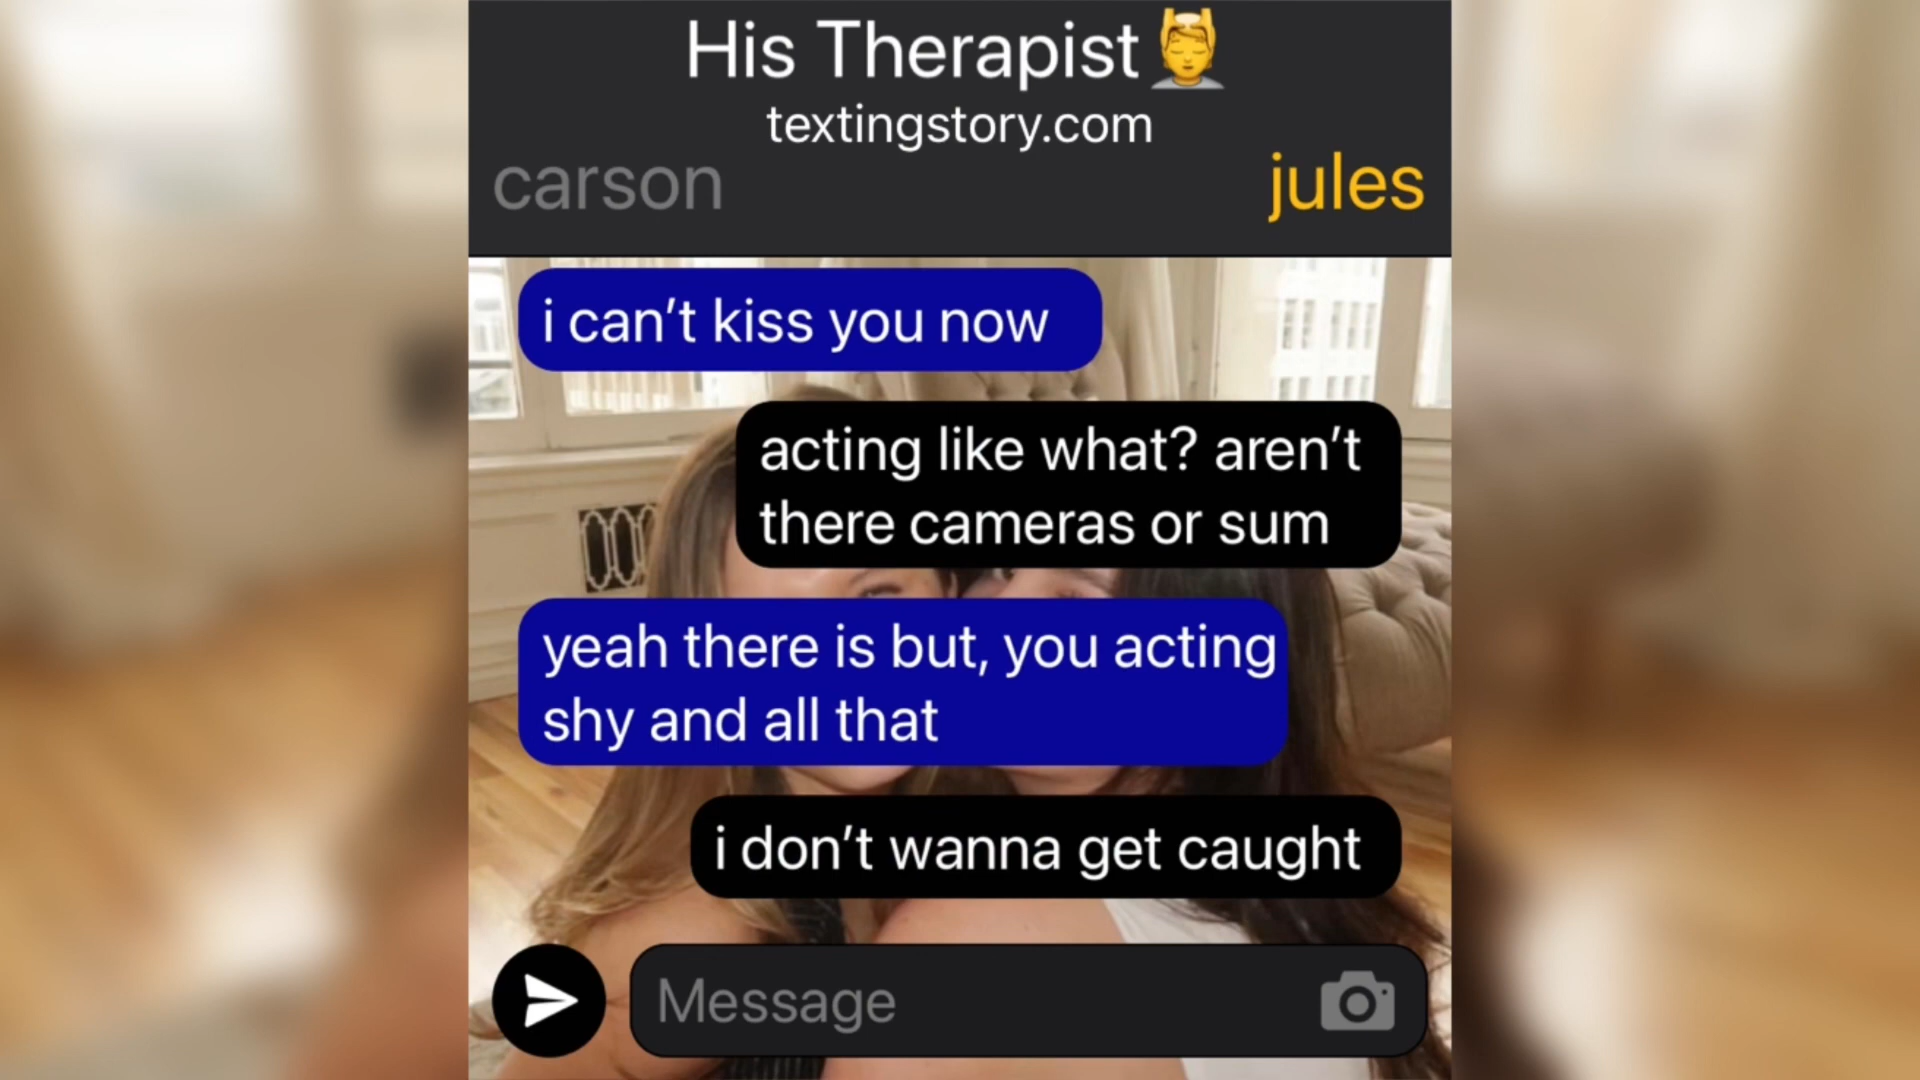 His Therapist💆
textingstory.com
carson
jules
i can’t kiss you now
acting like what? aren’t
there cameras or sum
yeah there is but, you acting
shy and all that
i don’t wanna get caught
Message